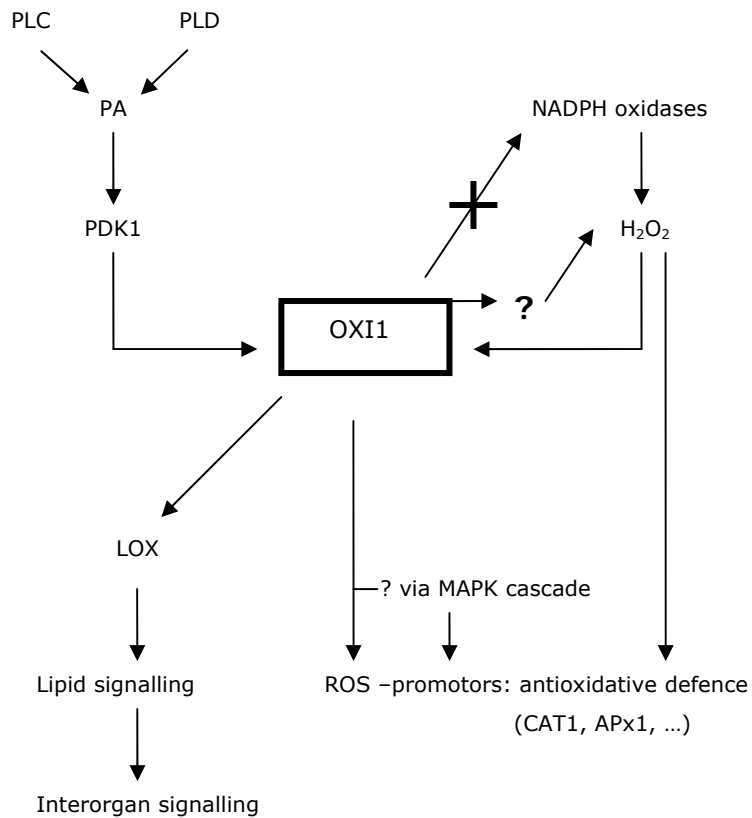 PLC
PLD
PA
NADPH oxidases
PDK1
H₂O₂
?
OXI1
LOX
? via MAPK cascade
Lipid signalling
ROS –promotors: antioxidative defence
(CAT1, APx1, …)
Interorgan signalling